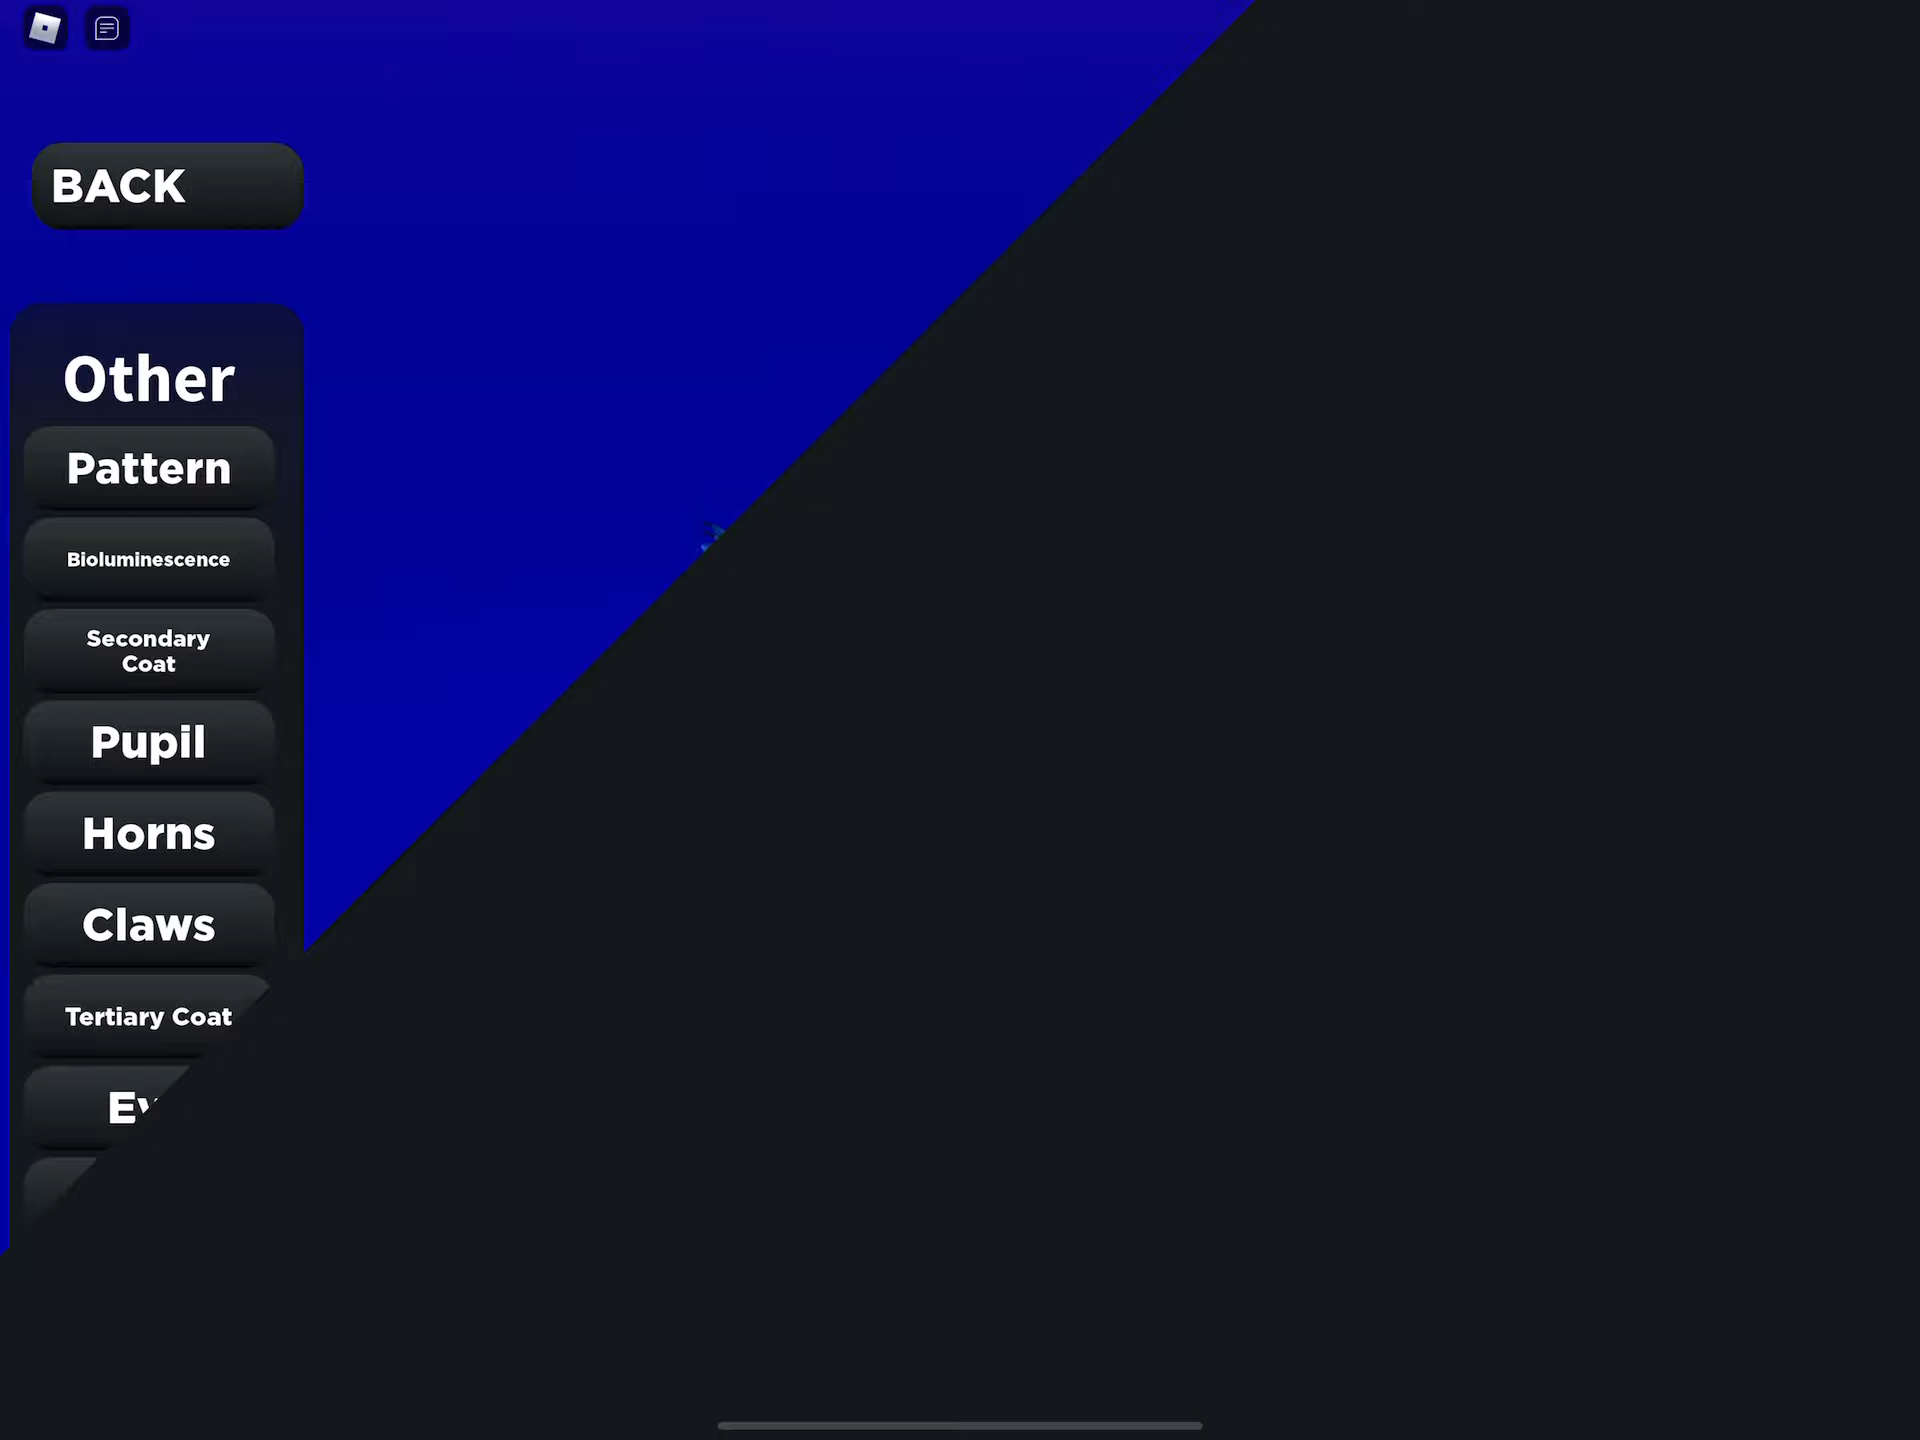 BACK
Other
Pattern
Bioluminescence
Secondary
Coat
Pupil
Horns
Claws
Tertiary Coat